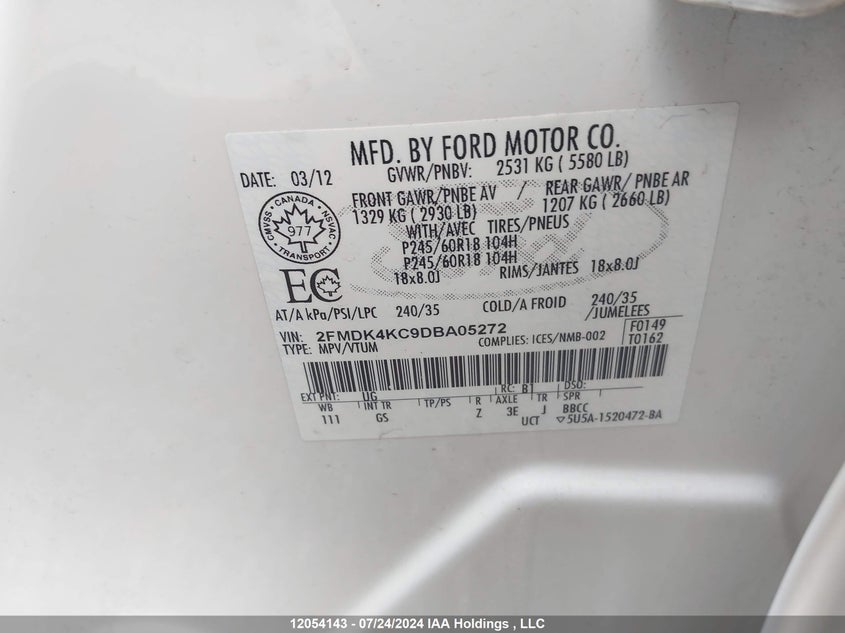 MFD. BY FORD MOTOR CO.
DATE: 03/12 GVWR/PNBV: 2531 KG ( 5580 LB)
FRONT GAWR/PNBE AV / REAR GAWR/ PNBE AR
1329 KG ( 2930 LB) 1207 KG ( 2660 LB)
WITH/AVEC TIRES/PNEUS
P245/60R18 104H
P245/60R18 104H
18x8.0J RIMS/JANTES 18x8.0J
CMVSS • CANADA • NSVAC • TRANSPORT •
977
EC
AT/A kPa/PSI/LPC 240/35 COLD/A FROID 240/35 /JUMELEES
VIN: 2FMDK4KC9DBA05272 F0149
TYPE: MPV/VTUM COMPLIES: ICES/NMB-002 T0162
EXT PNT: UG RC: B1 DSO:
WB INT TR TP/PS R AXLE TR SPR
111 GS Z 3E J BBCC
UCT ▽5U5A-1520472-BA
12054143 - 07/24/2024 IAA Holdings , LLC